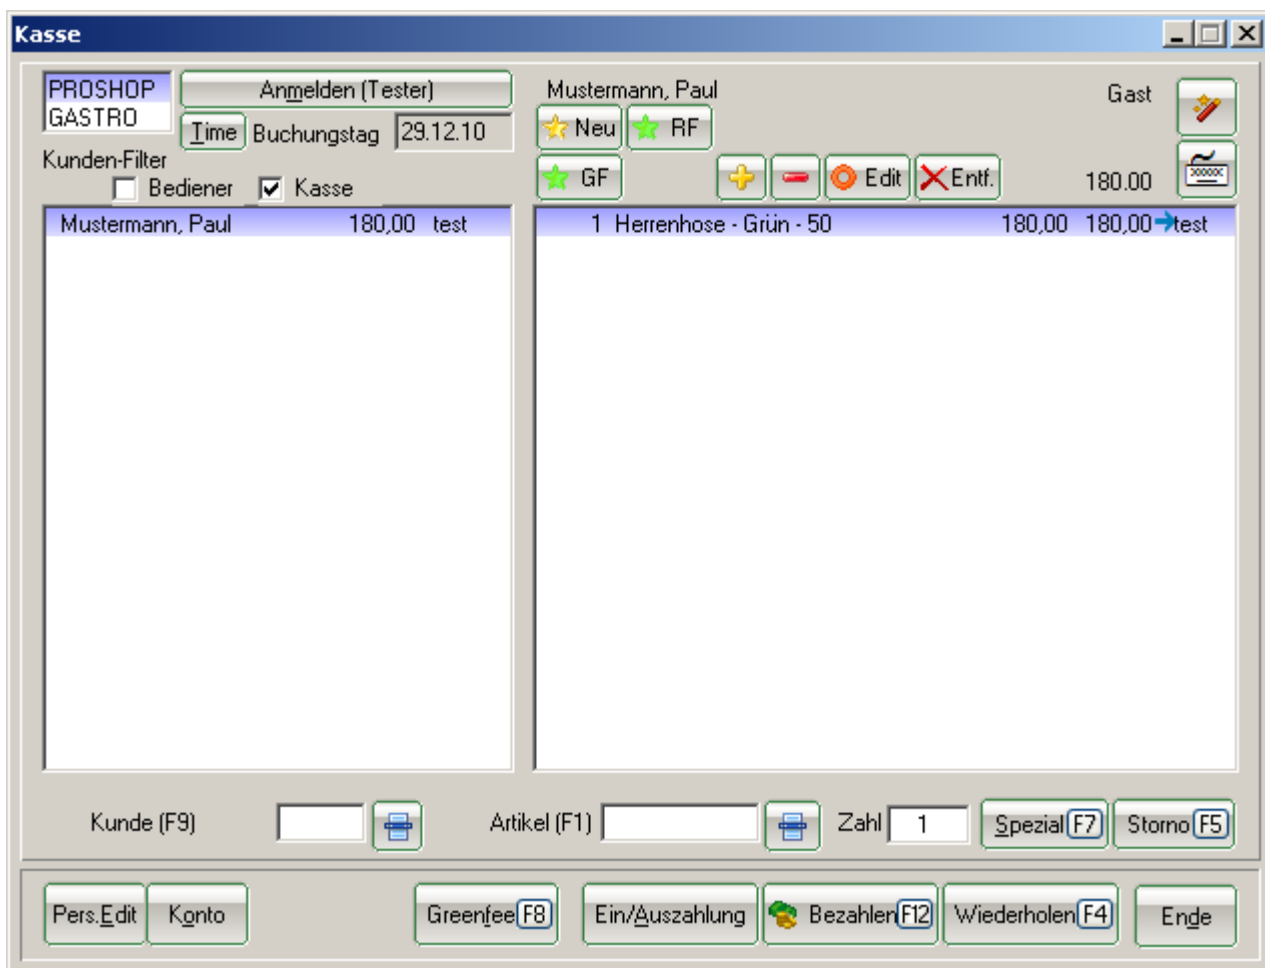 Kasse
PROSHOP
GASTRO
Anmelden (Tester)
Time Buchungstag 29.12.10
Kunden-Filter
Bediener Kasse
Mustermann, Paul 180,00 test
Mustermann, Paul Gast
Neu RF
GF Edit Entf. 180.00
1 Herrenhose - Grün - 50 180,00 180,00 test
Kunde (F9) Artikel (F1) Zahl 1 Spezial F7 Storno F5
Pers.Edit Konto Greenfee F8 Ein/Auszahlung Bezahlen F12 Wiederholen F4 Ende